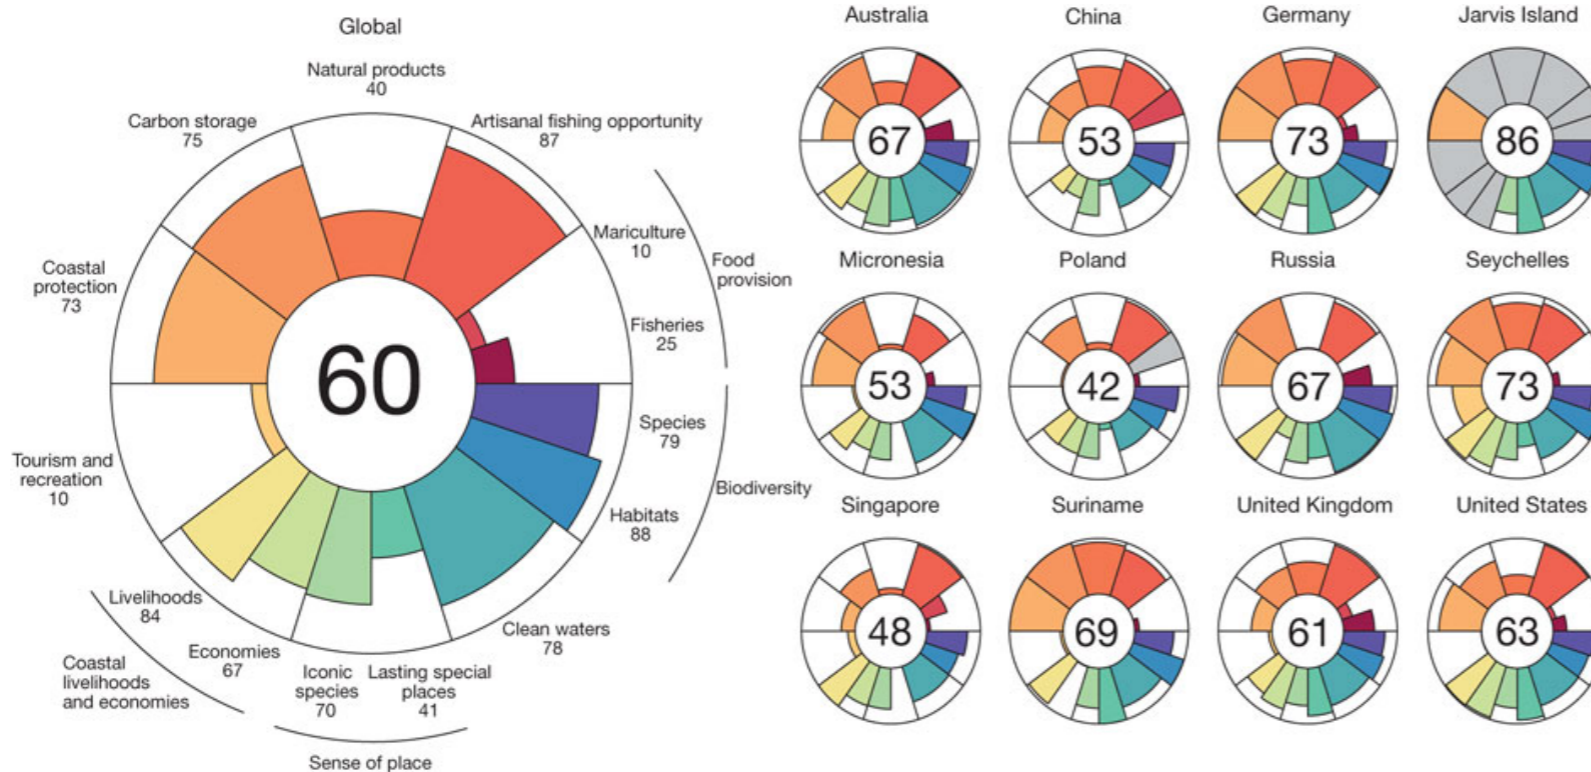 Global
Natural products
40
Carbon storage
75
Artisanal fishing opportunity
87
Mariculture
10
Food
provision
Coastal
protection
73
Fisheries
25
60
Species
79
Tourism and
recreation
10
Biodiversity
Habitats
88
Livelihoods
84
Clean waters
78
Economies
67
Coastal
livelihoods
and economies
Iconic
species
70
Lasting special
places
41
Sense of place
Australia
China
Germany
Jarvis Island
67
53
73
86
Micronesia
Poland
Russia
Seychelles
53
42
67
73
Singapore
Suriname
United Kingdom
United States
48
69
61
63